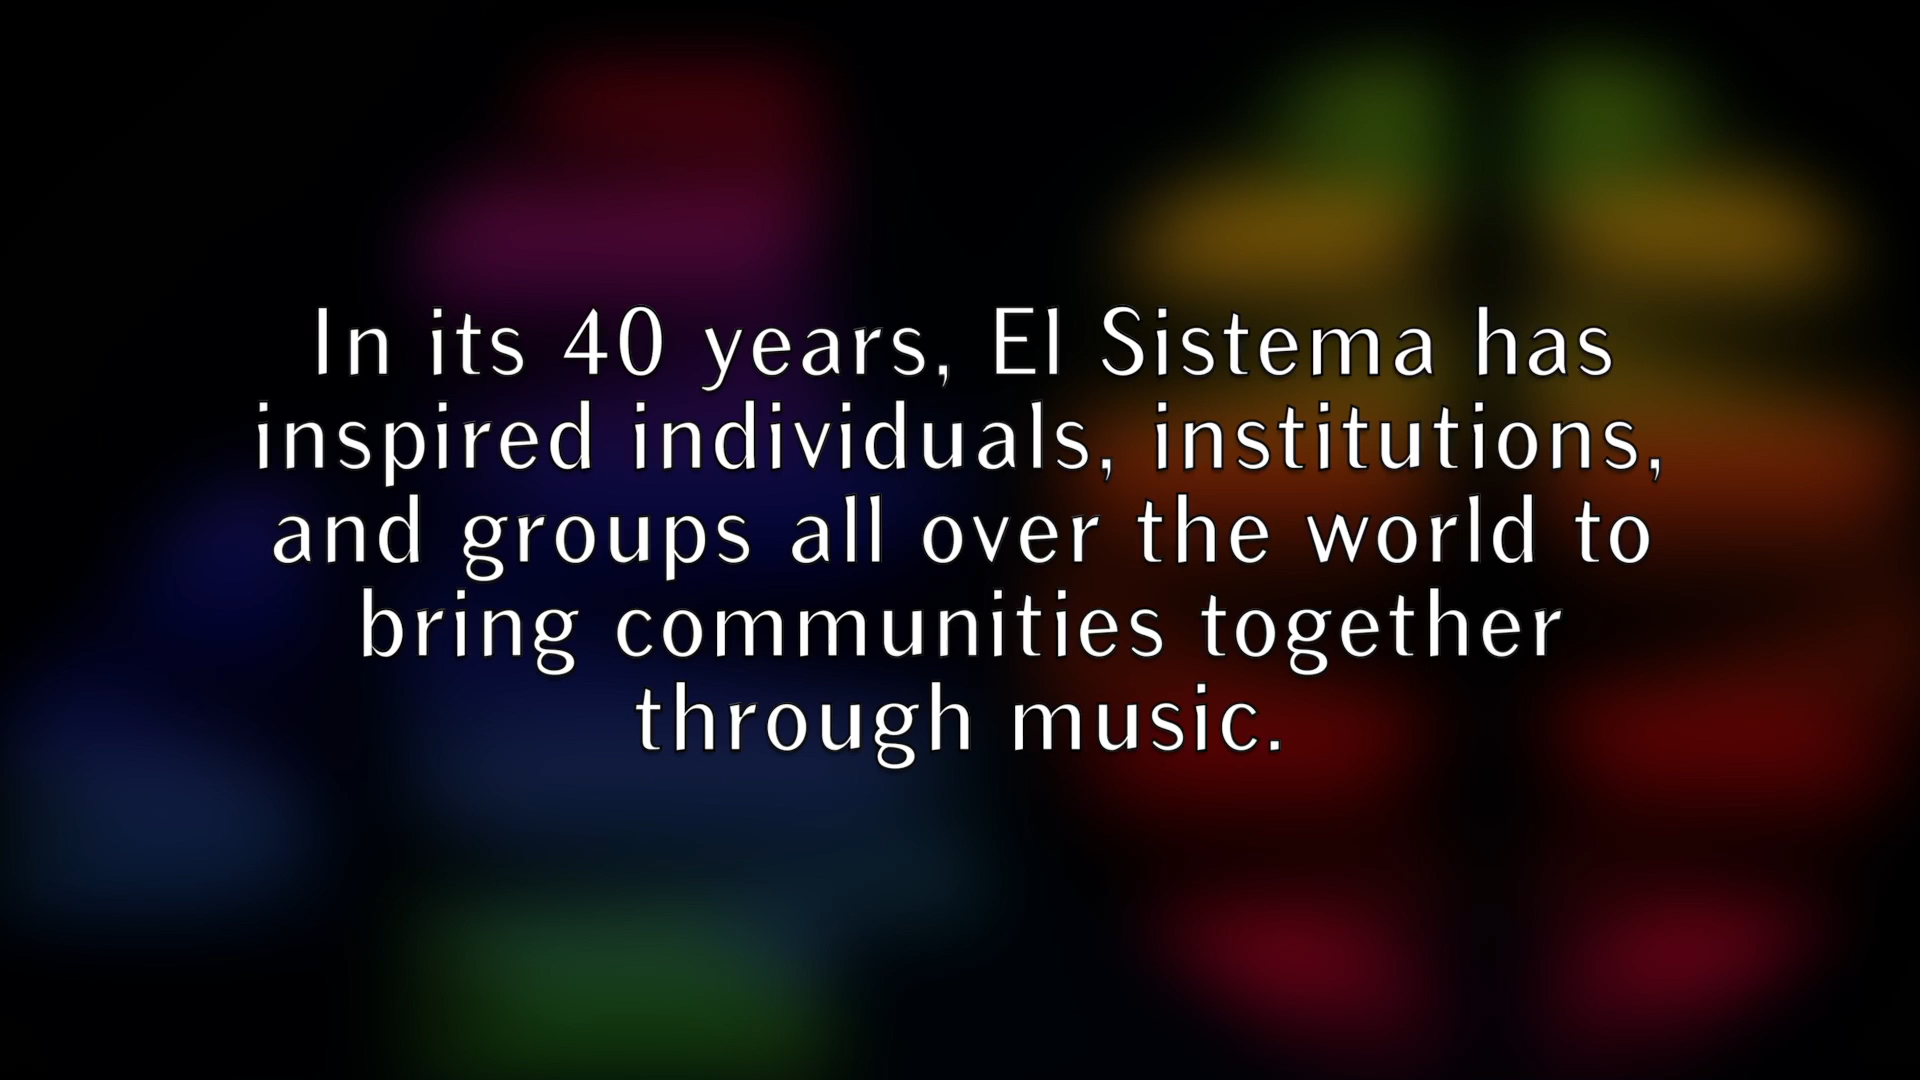 In its 40 years, El Sistema has
inspired individuals, institutions,
and groups all over the world to
bring communities together
through music.